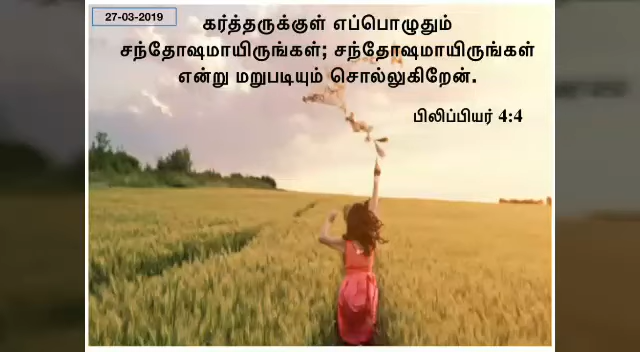 27-03-2019
கர்த்தருக்குள் எப்பொழுதும்
சந்தோஷமாயிருங்கள்; சந்தோஷமாயிருங்கள்
என்று மறுபடியும் சொல்லுகிறேன்.
பிலிப்பியர் 4:4